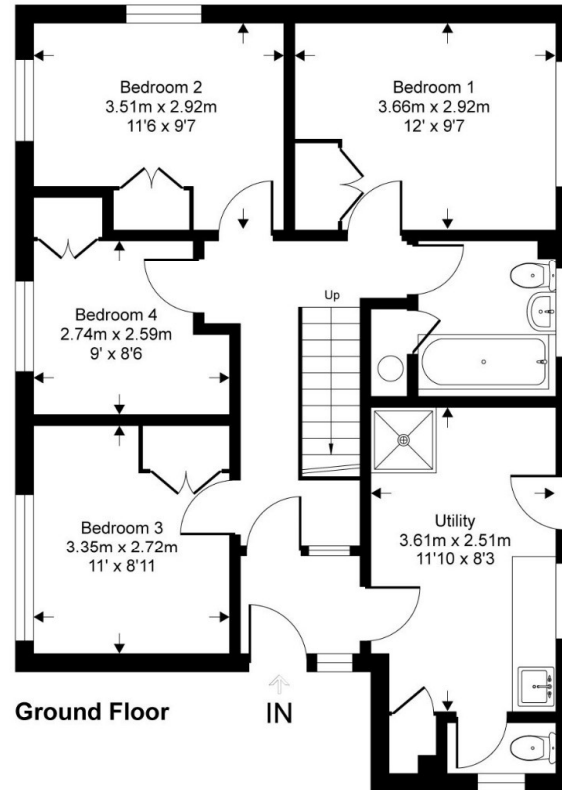 Bedroom 2
3.51m x 2.92m
11'6 x 9'7
Bedroom 1
3.66m x 2.92m
12' x 9'7
Bedroom 4
2.74m x 2.59m
9' x 8'6
Up
Bedroom 3
3.35m x 2.72m
11' x 8'11
Utility
3.61m x 2.51m
11'10 x 8'3
Ground Floor
IN